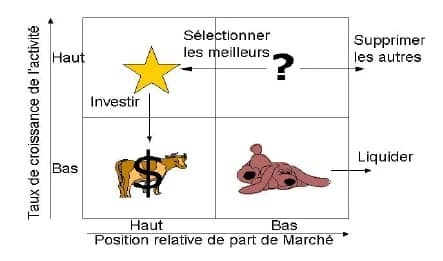 Taux de croissance de l'activité
Haut
Sélectionner
les meilleurs
?
Supprimer
les autres
Investir
Bas
$
Liquider
Haut
Bas
Position relative de part de Marché